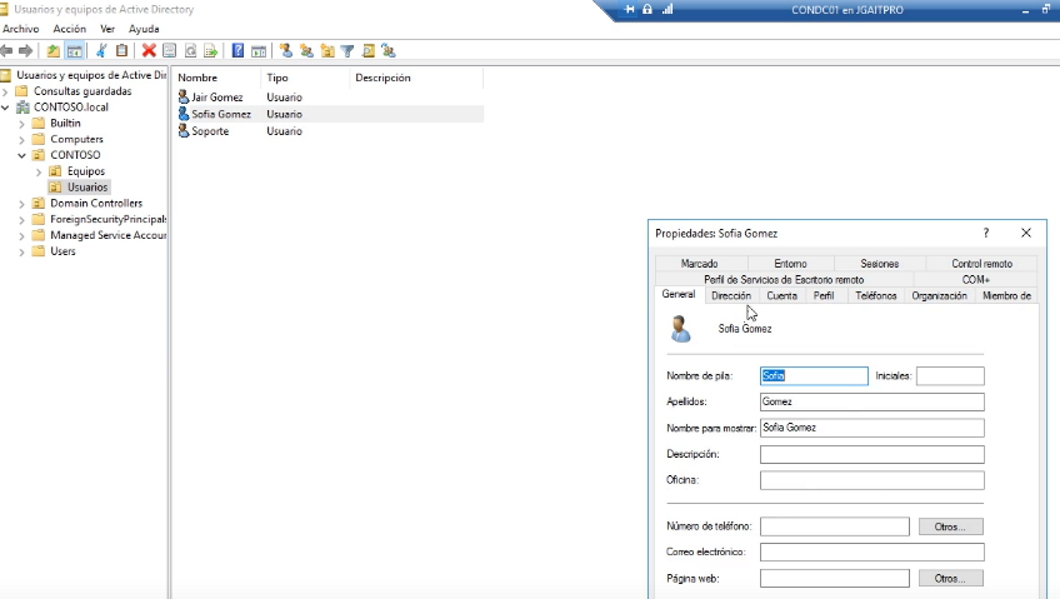 Usuarios y equipos de Active Directory
CONDC01 en JGAITPRO
Archivo Acción Ver Ayuda
Usuarios y equipos de Active Dir
Consultas guardadas
CONTOSO.local
Builtin
Computers
CONTOSO
Equipos
Usuarios
Domain Controllers
ForeignSecurityPrincipals
Managed Service Accour
Users
Nombre Tipo Descripción
Jair Gomez Usuario
Sofia Gomez Usuario
Soporte Usuario
Propiedades: Sofia Gomez ?
Marcado Entorno Sesiones Control remoto
Perfil de Servicios de Escritorio remoto COM+
General Dirección Cuenta Perfil Teléfonos Organización Miembro de
Sofia Gomez
Nombre de pila: Sofia Iniciales:
Apellidos: Gomez
Nombre para mostrar: Sofia Gomez
Descripción:
Oficina:
Número de teléfono: Otros...
Correo electrónico:
Página web: Otros...